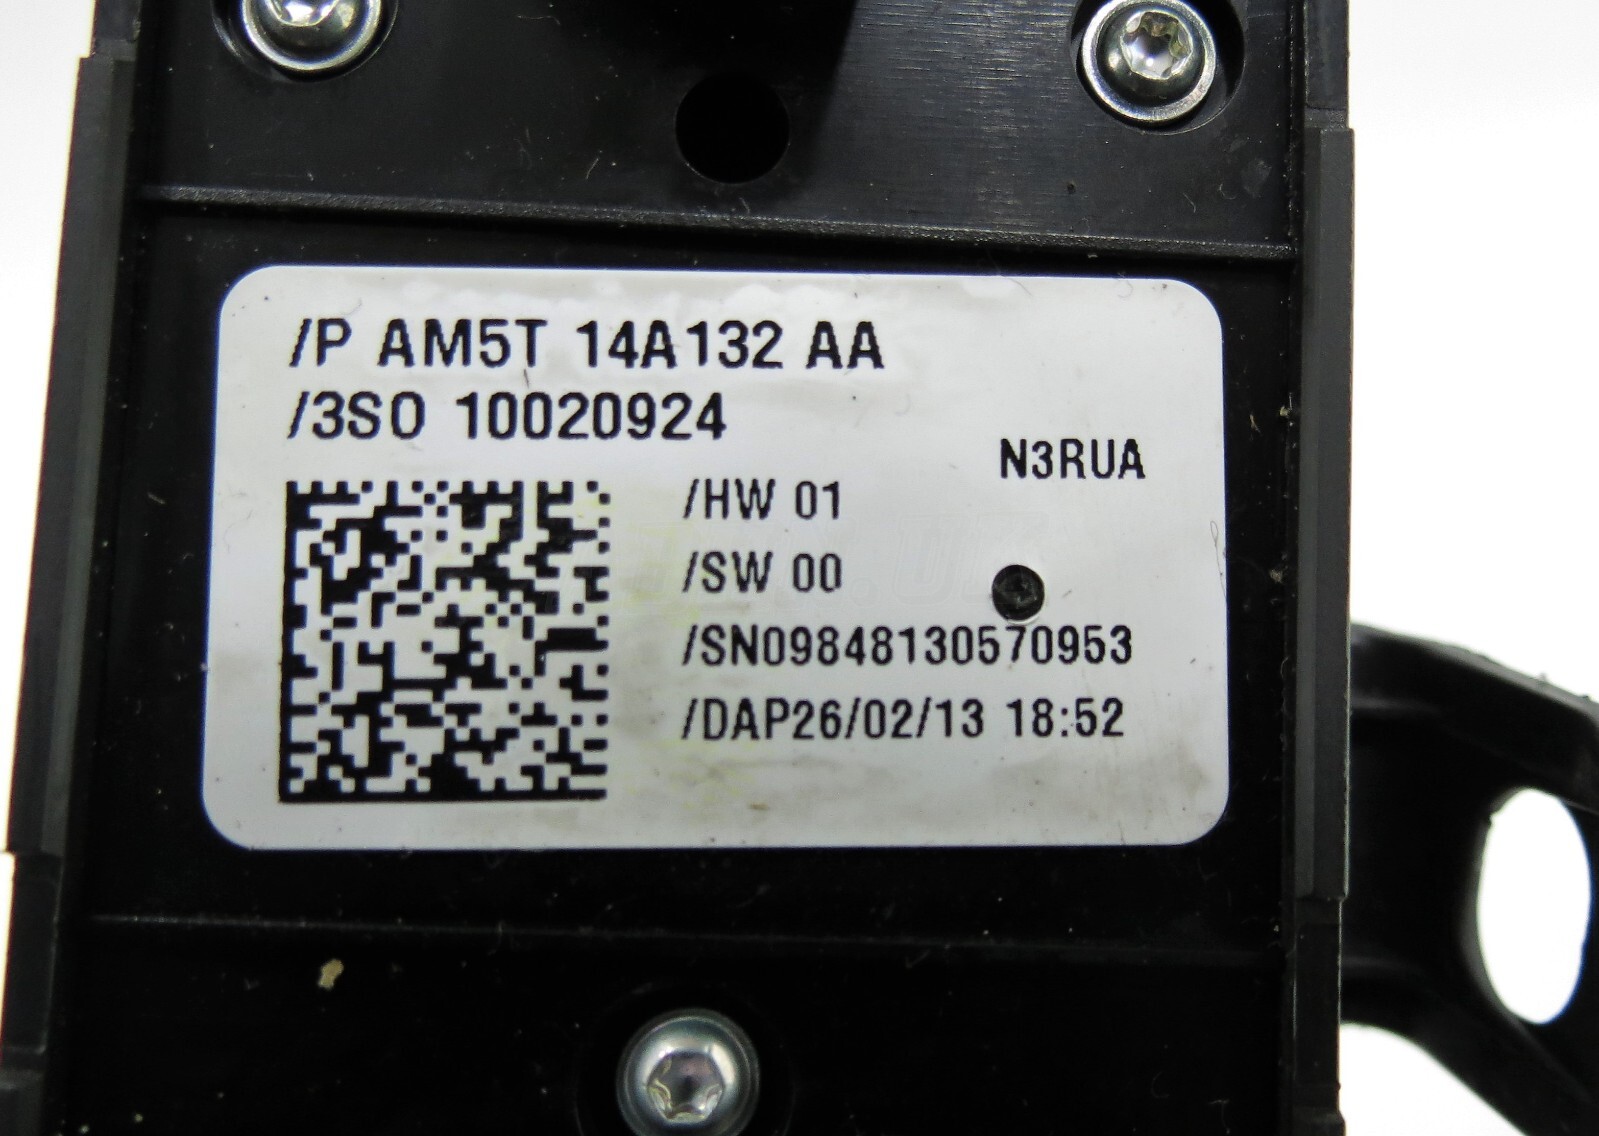 /P AM5T 14A132 AA
/3S0 10020924
N3RUA
/HW 01
/SW 00
/SN09848130570953
/DAP26/02/13 18:52